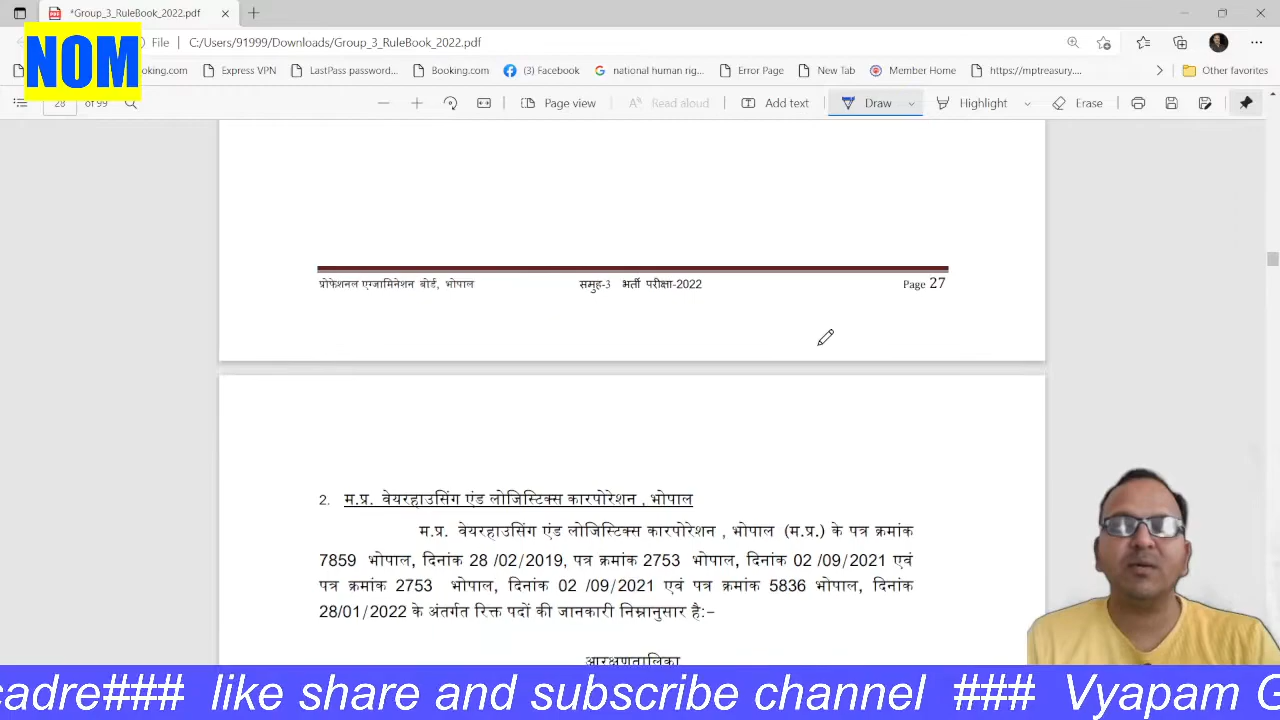 *Group_3_RuleBook_2022.pdf
NOM
File C:/Users/91999/Downloads/Group_3_RuleBook_2022.pdf
oking.com Express VPN LastPass password... Booking.com (3) Facebook national human rig... Error Page New Tab Member Home https://mptreasury.... Other favorites
28 of 99 Page view Read aloud Add text Draw Highlight Erase
प्रोफेशनल एग्जामिनेशन बोर्ड, भोपाल समुह-3 भर्ती परीक्षा-2022 Page 27
2. म.प्र. वेयरहाउसिंग एंड लोजिस्टिक्स कारपोरेशन , भोपाल
म.प्र. वेयरहाउसिंग एंड लोजिस्टिक्स कारपोरेशन , भोपाल (म.प्र.) के पत्र क्रमांक
7859 भोपाल, दिनांक 28 /02/2019, पत्र क्रमांक 2753 भोपाल, दिनांक 02 /09/2021 एवं
पत्र क्रमांक 2753 भोपाल, दिनांक 02 /09/2021 एवं पत्र क्रमांक 5836 भोपाल, दिनांक
28/01/2022 के अंतर्गत रिक्त पदों की जानकारी निम्नानुसार है:–
आरक्षणतालिका
cadre### like share and subscribe channel ### Vyapam G